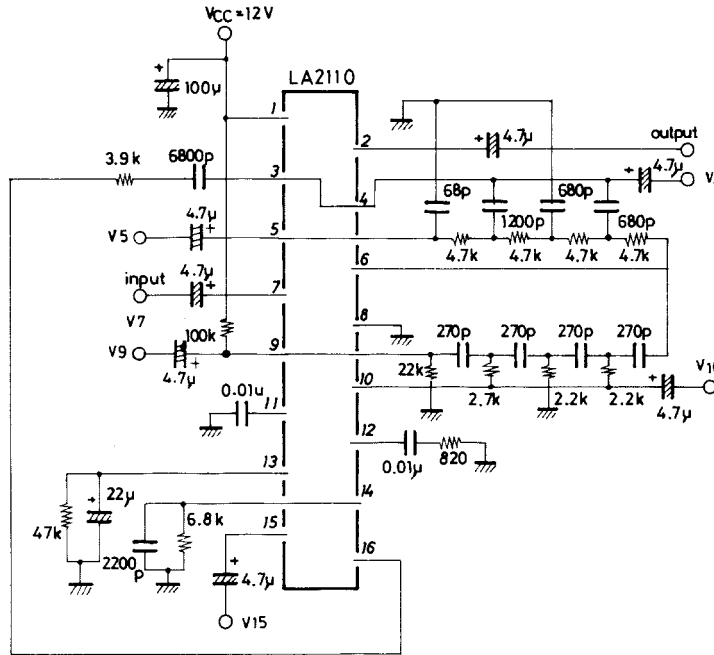 VCC = 12 V
LA2110
100μ
1
2
4.7μ
output
3.9k
6800p
3
4
4.7μ
68p
1200p
680p
680p
4.7μ
V5
5
4.7k
4.7k
4.7k
4.7k
6
4.7μ
input
7
V7
8
100k
V9
9
4.7μ
270p
270p
270p
270p
22k
10
2.7k
2.2k
2.2k
4.7μ
0.01μ
11
12
0.01μ
820
13
47k
22μ
14
6.8k
15
2200p
4.7μ
16
V15